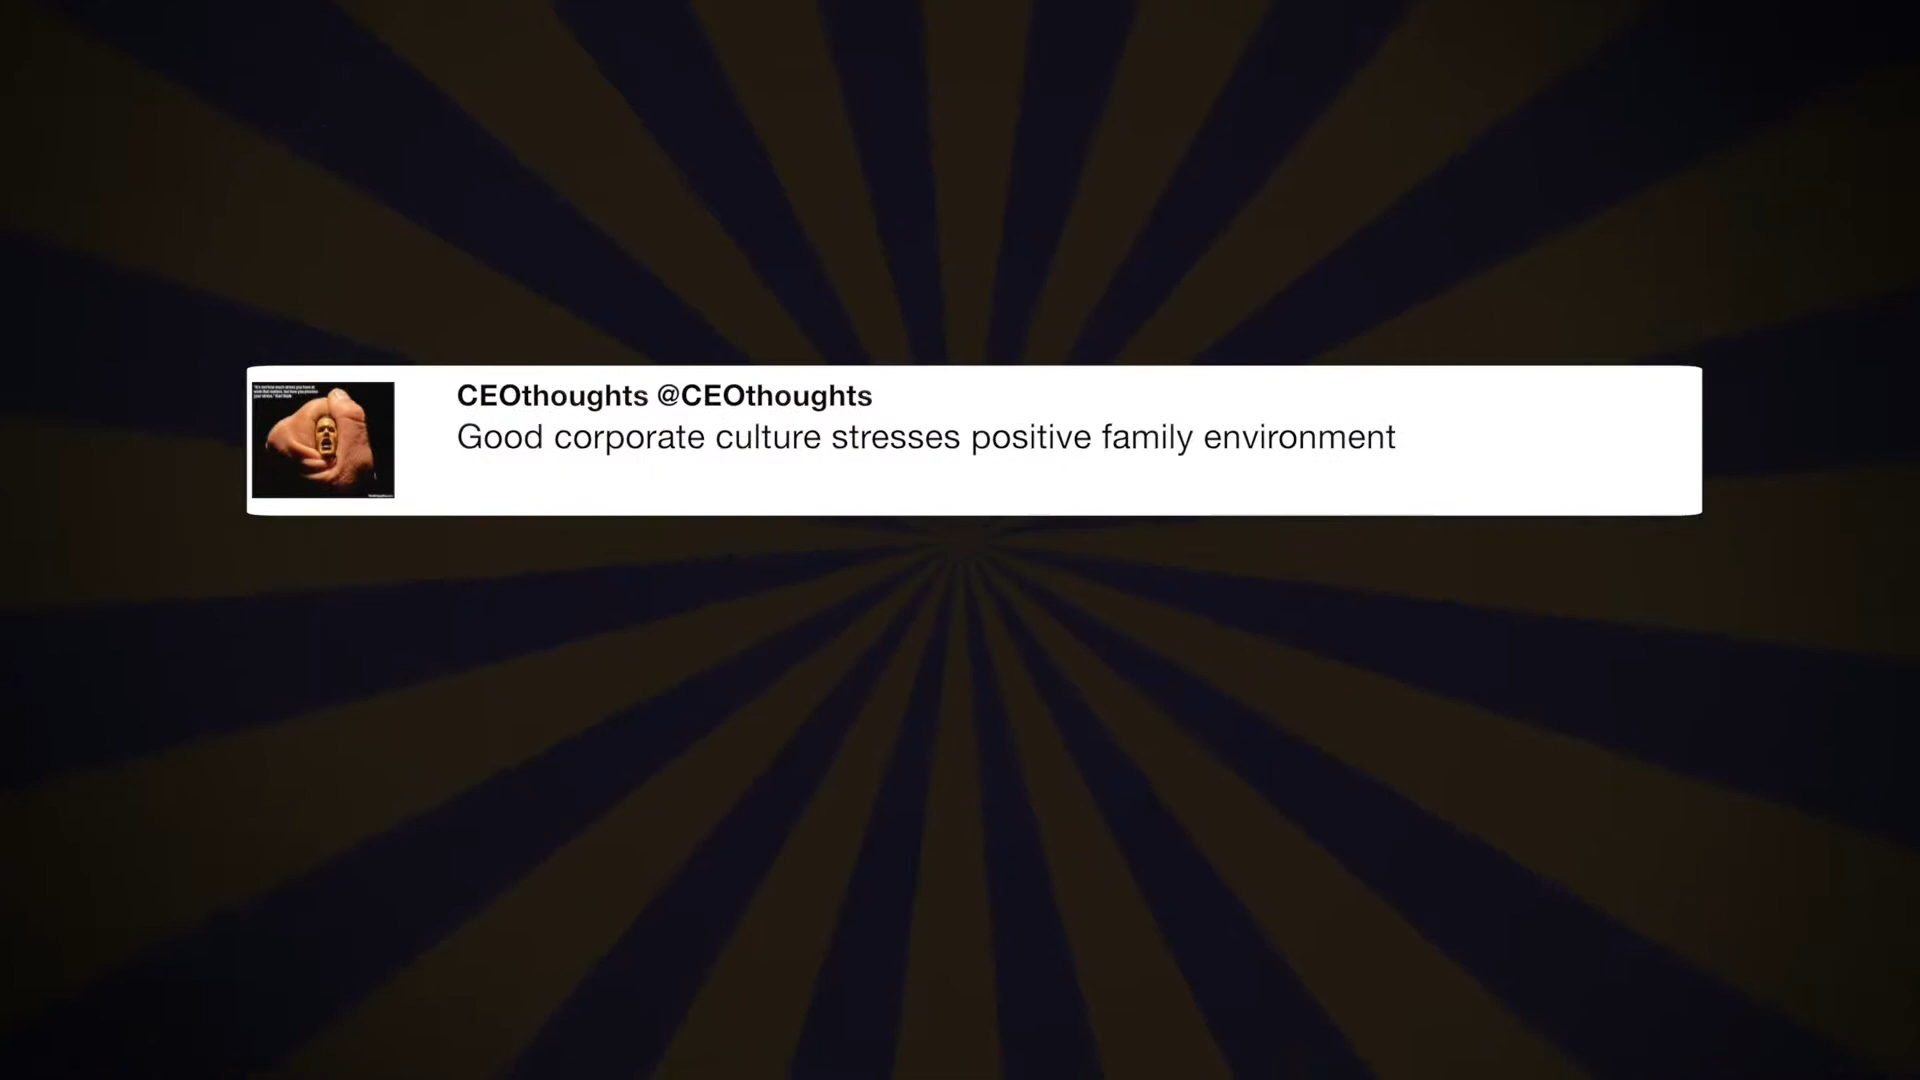 CEOthoughts @CEOthoughts
Good corporate culture stresses positive family environment